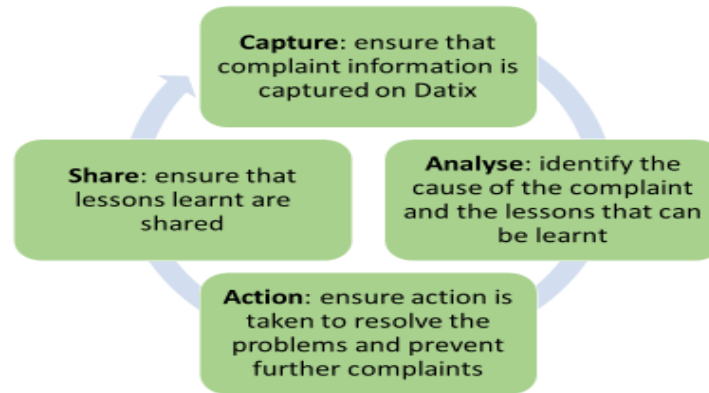 Capture: ensure that
complaint information is
captured on Datix
Analyse: identify the
cause of the complaint
and the lessons that can
be learnt
Action: ensure action is
taken to resolve the
problems and prevent
further complaints
Share: ensure that
lessons learnt are
shared